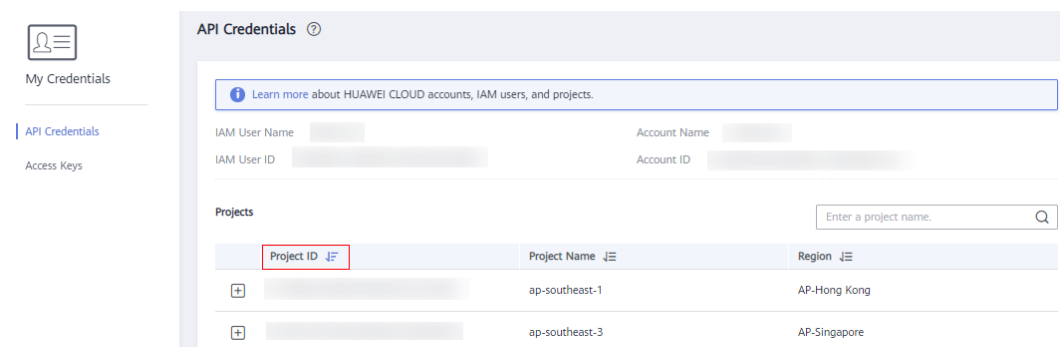 API Credentials
My Credentials
Learn more about HUAWEI CLOUD accounts, IAM users, and projects.
API Credentials
IAM User Name
Account Name
Access Keys
IAM User ID
Account ID
Projects
Enter a project name.
Project ID
Project Name
Region
ap-southeast-1
AP-Hong Kong
ap-southeast-3
AP-Singapore